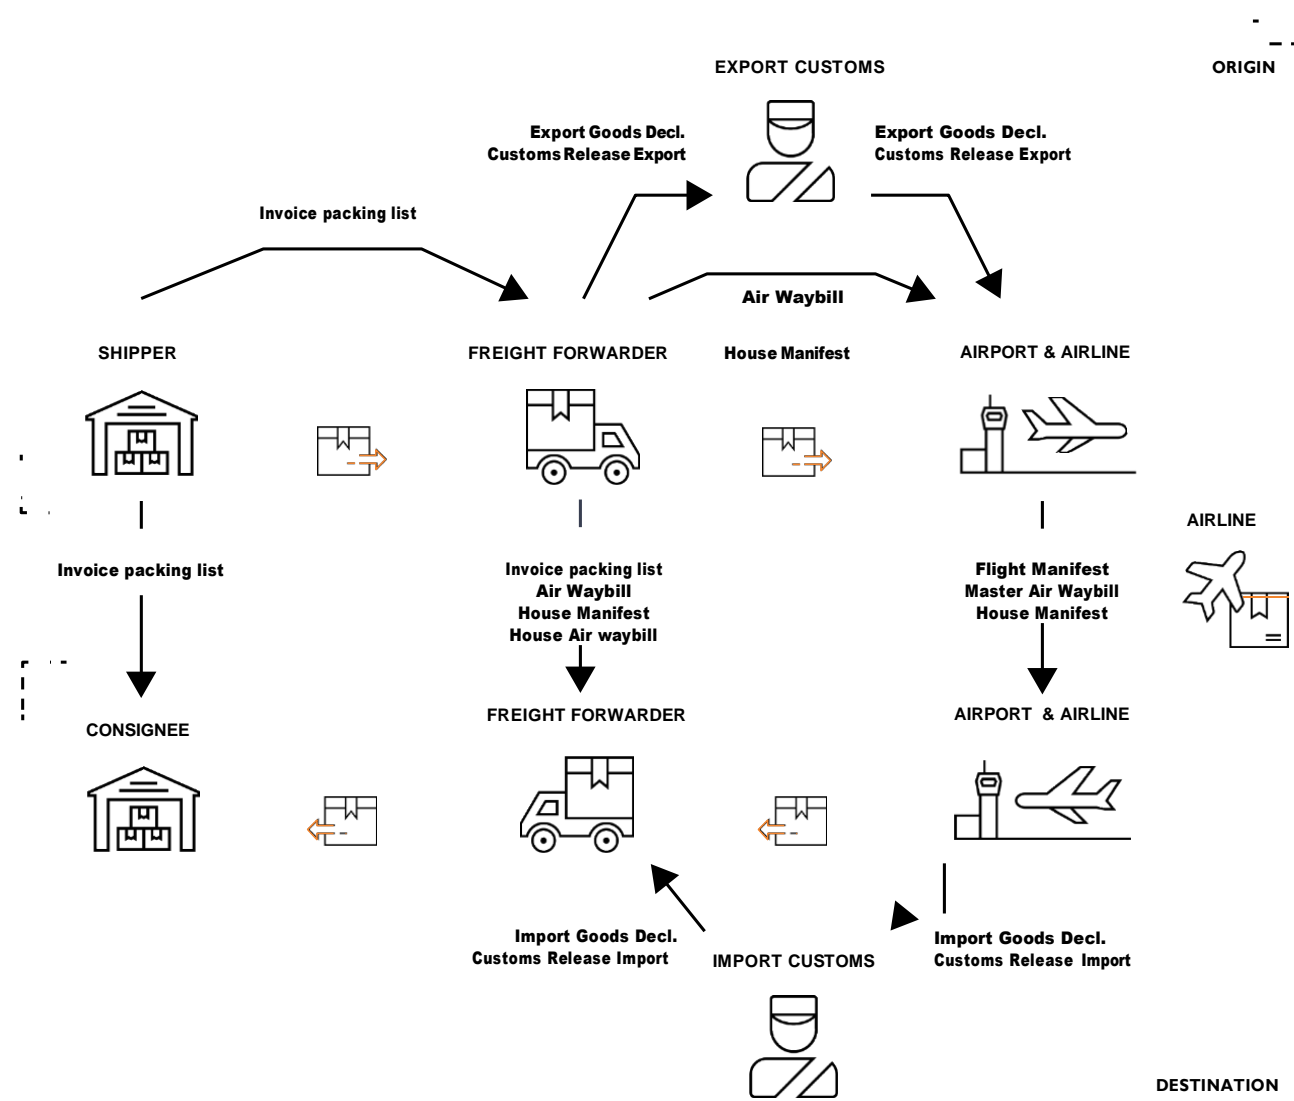 EXPORT CUSTOMS
ORIGIN
Export Goods Decl.
Customs Release Export
Export Goods Decl.
Customs Release Export
Invoice packing list
Air Waybill
SHIPPER
FREIGHT FORWARDER
House Manifest
AIRPORT & AIRLINE
AIRLINE
Invoice packing list
Invoice packing list
Air Waybill
House Manifest
House Air waybill
Flight Manifest
Master Air Waybill
House Manifest
CONSIGNEE
FREIGHT FORWARDER
AIRPORT & AIRLINE
Import Goods Decl.
Customs Release Import
IMPORT CUSTOMS
Import Goods Decl.
Customs Release Import
DESTINATION